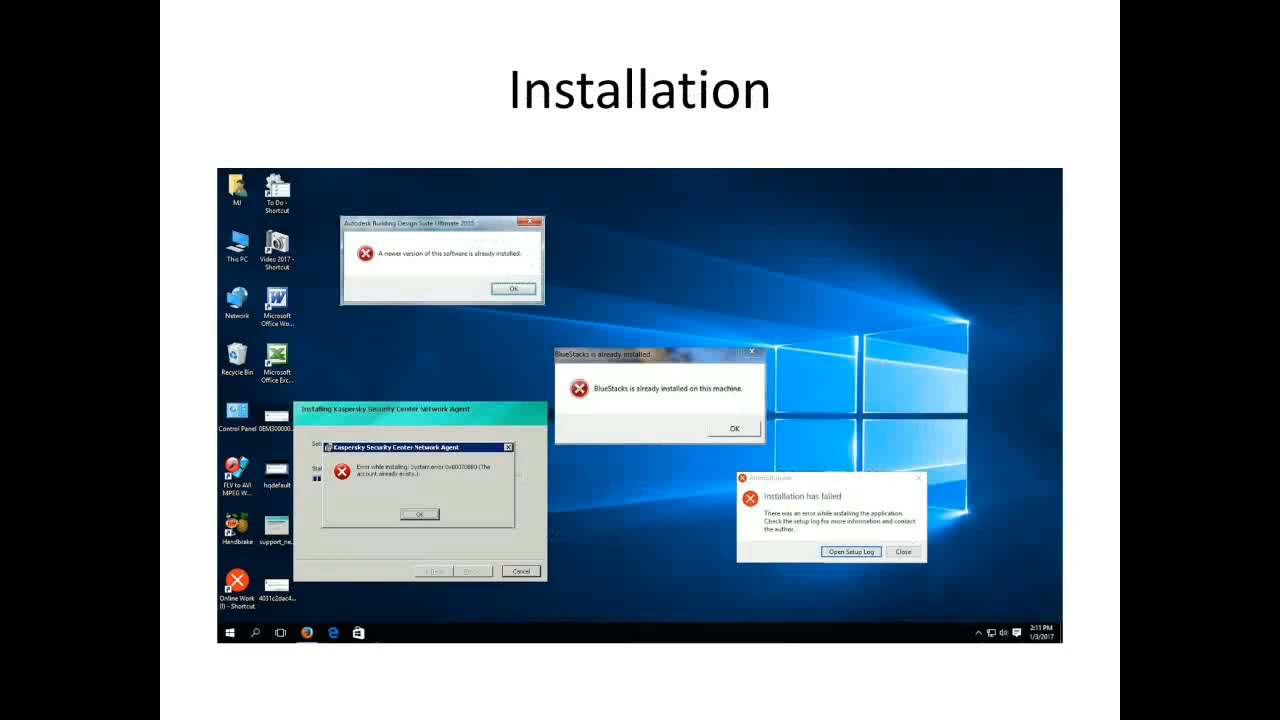 Installation
MJ
To Do -
Shortcut
This PC
Video 2017 -
Shortcut
Network
Microsoft
Office Wo...
Recycle Bin
Microsoft
Office Exc...
Control Panel
0EM300000...
FLV to AVI
MPEG W...
hqdefault
Handbrake
support_ne...
Online Work
(I) - Shortcut
4031c2dac4...
Autodesk Building Design Suite Ultimate 2015
A newer version of this software is already installed.
OK
BlueStacks is already installed.
BlueStacks is already installed on this machine.
OK
Installing Kaspersky Security Center Network Agent
Kaspersky Security Center Network Agent
Error while installing: System error (The
account already exists.)
OK
Cancel
Installation has failed
There was an error while installing the application.
Check the setup log for more information and contact
the author.
Open Setup Log
Close
2:11 PM
1/3/2017